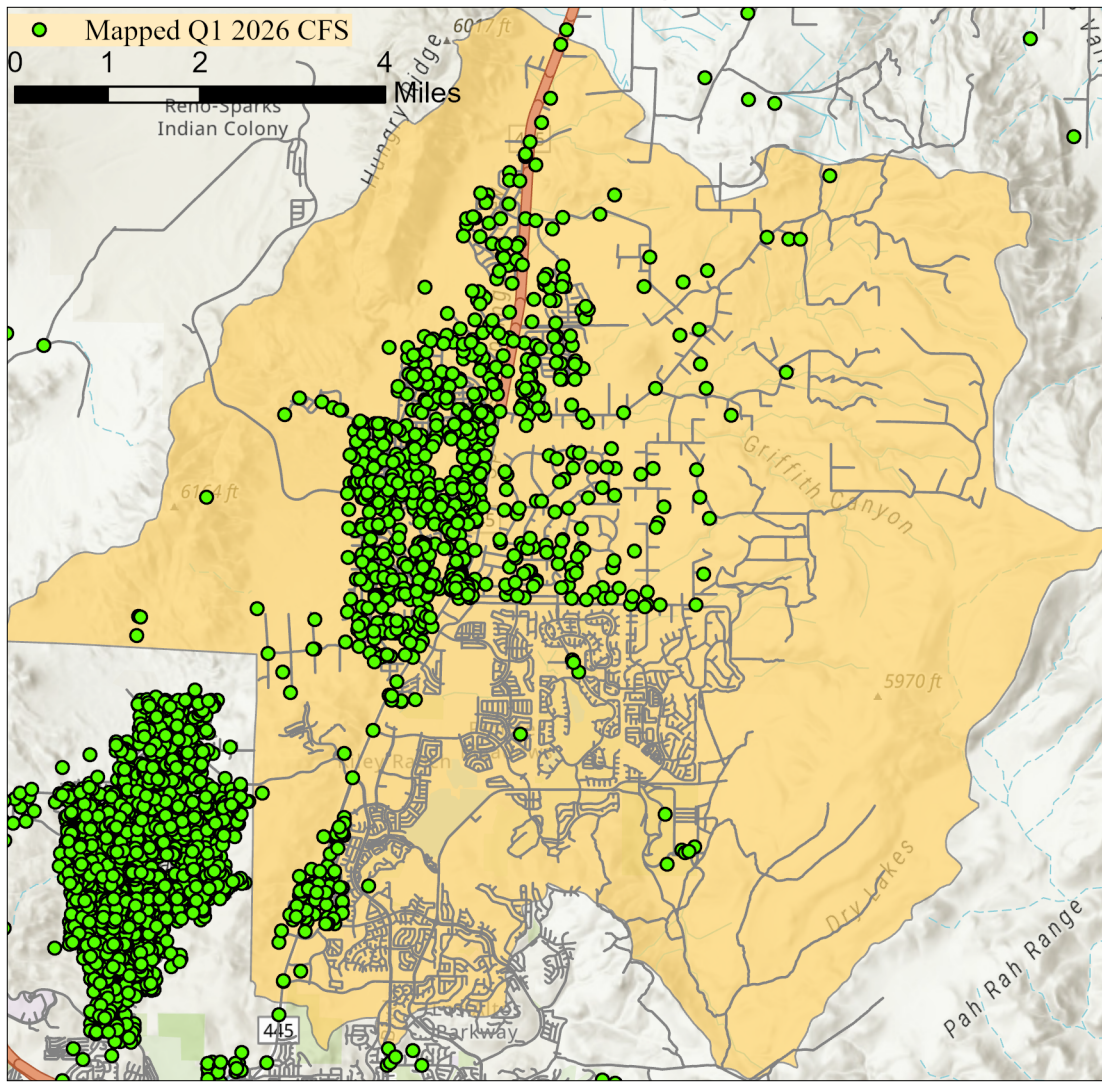 Mapped Q1 2026 CFS
0 1 2 4
Miles
6017 ft
Hungry Ridge
Reno-Sparks
Indian Colony
Griffith Canyon
6164 ft
5970 ft
Dry Lakes
Pah Rah Range
445
Parkway